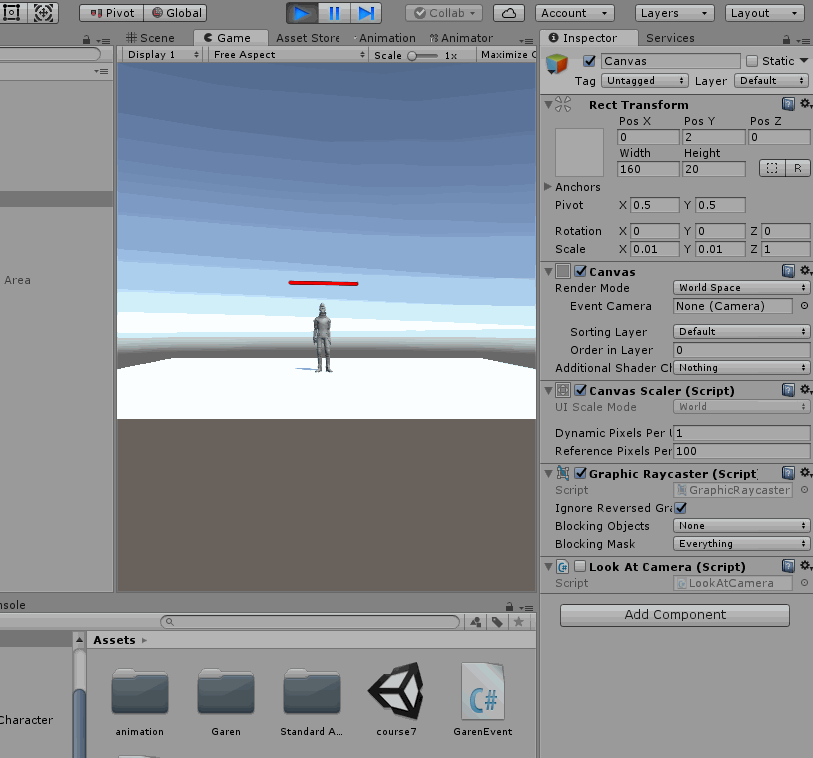 Pivot Global Collab Account Layers Layout
Scene Game Asset Store Animation Animator
Display 1 Free Aspect Scale 1x
Area
Inspector Services
Canvas Static
Tag Untagged Layer Default
Rect Transform
Pos X Pos Y Pos Z
0 2 0
Width Height
160 20 R
Anchors
Pivot X 0.5 Y 0.5
Rotation X 0 Y 0 Z 0
Scale X 0.01 Y 0.01 Z 1
Canvas
Render Mode World Space
Event Camera None (Camera)
Sorting Layer Default
Order in Layer 0
Additional Shader Ch Nothing
Canvas Scaler (Script)
UI Scale Mode World
Dynamic Pixels Per U 1
Reference Pixels Per 100
Graphic Raycaster (Script)
Script GraphicRaycaster
Ignore Reversed Gra
Blocking Objects None
Blocking Mask Everything
Look At Camera (Script)
Script LookAtCamera
Add Component
nsole
Assets
Character
animation Garen Standard A... course7 GarenEvent
C#